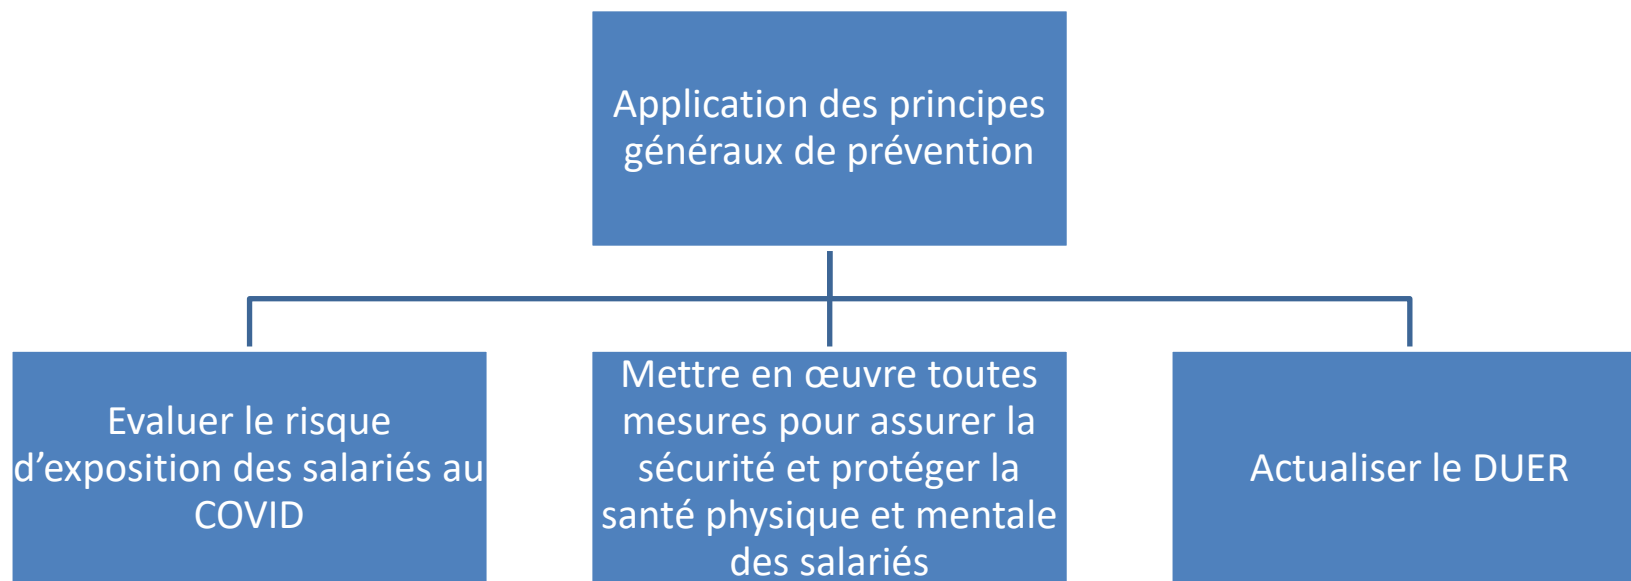 Application des principes
généraux de prévention
Evaluer le risque
d’exposition des salariés au
COVID
Mettre en œuvre toutes
mesures pour assurer la
sécurité et protéger la
santé physique et mentale
des salariés
Actualiser le DUER